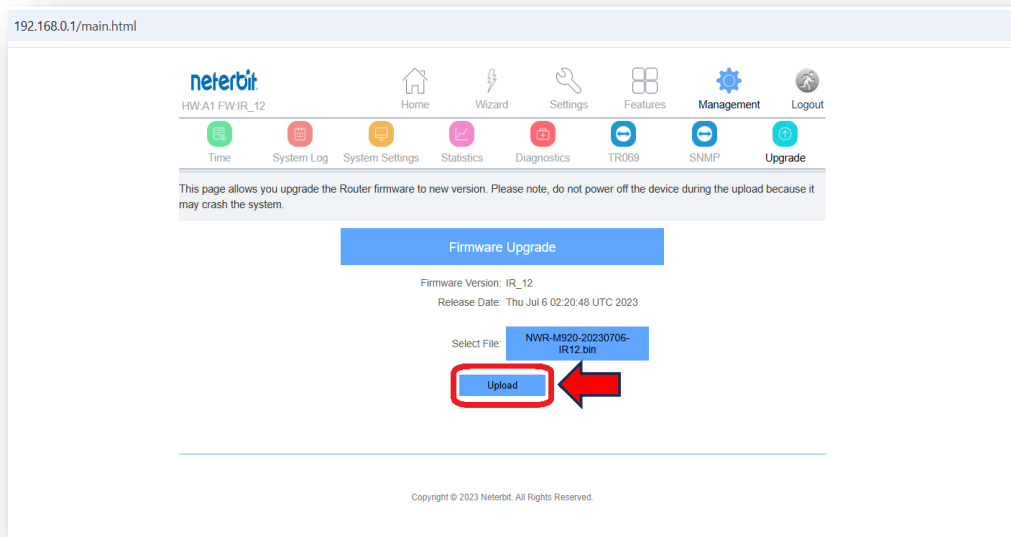 192.168.0.1/main.html
neterbit.
HW:A1 FW:IR_12
Home Wizard Settings Features Management Logout
Time System Log System Settings Statistics Diagnostics TR069 SNMP Upgrade
This page allows you upgrade the Router firmware to new version. Please note, do not power off the device during the upload because it
may crash the system.
Firmware Upgrade
Firmware Version: IR_12
Release Date: Thu Jul 6 02:20:48 UTC 2023
Select File: NWR-M920-20230706-
IR12.bin
Upload
Copyright © 2023 Neterbit. All Rights Reserved.